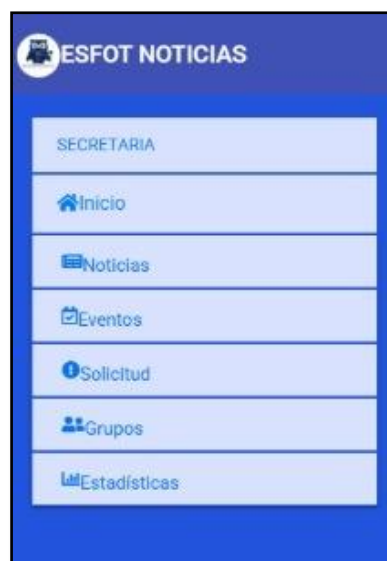 ESFOT NOTICIAS
SECRETARIA
Inicio
Noticias
Eventos
Solicitud
Grupos
Estadísticas